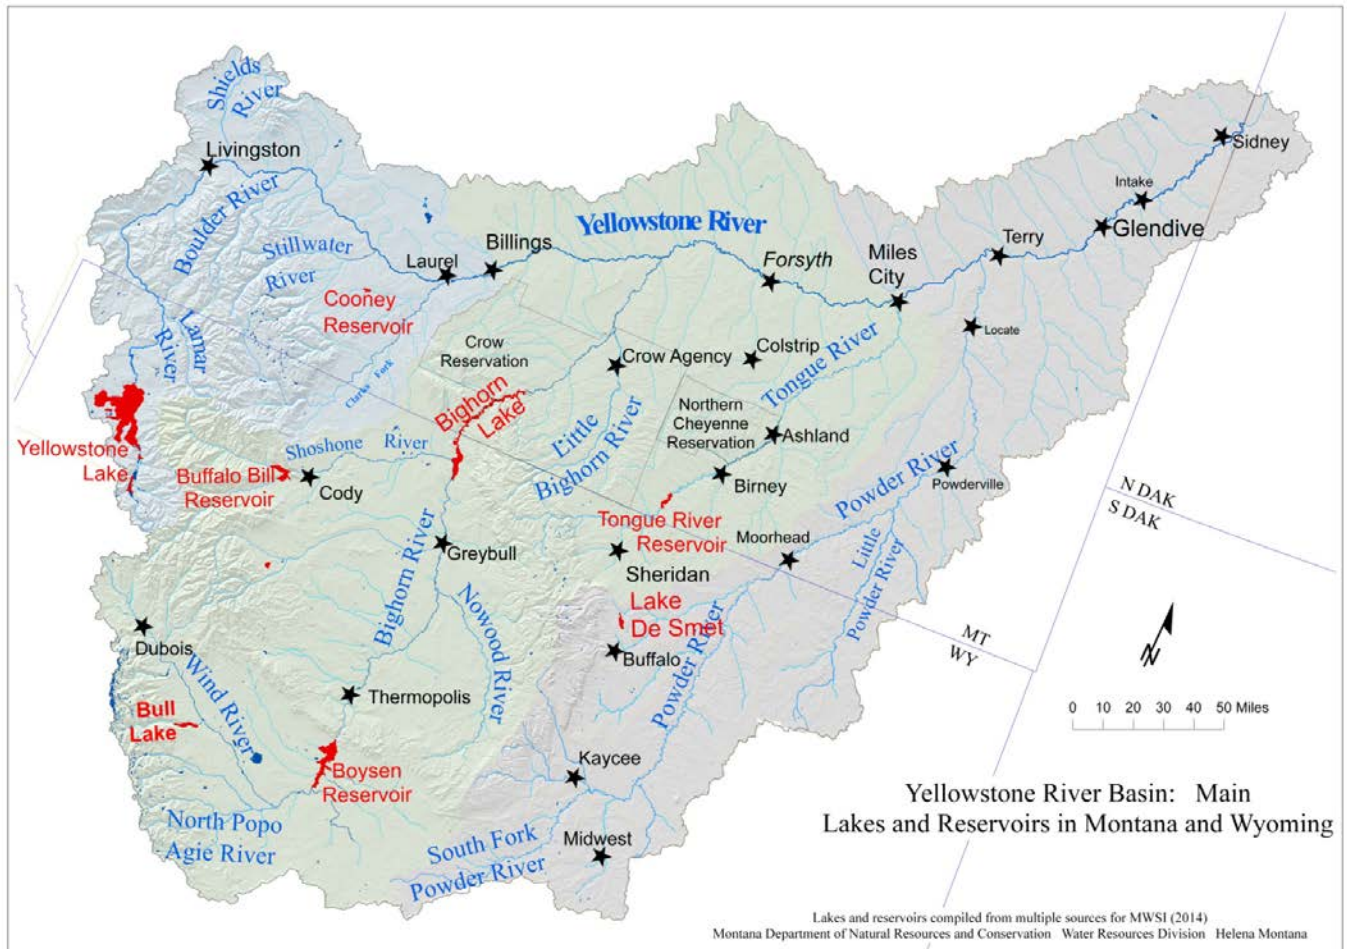 Shields
River
Livingston
Boulder River
Stillwater
River
Yellowstone River
Billings
Laurel
Cooney
Reservoir
Lamar
River
Clarks Fork
Crow
Reservation
Crow Agency
Colstrip
Forsyth
Miles
City
Terry
Glendive
Intake
Sidney
Locate
Tongue River
Northern
Cheyenne
Reservation
Ashland
Birney
Bighorn
Lake
Little
Bighorn River
Yellowstone
Lake
Shoshone River
Buffalo Bill
Reservoir
Cody
Tongue River
Reservoir
Powder River
Powderville
N DAK
S DAK
Moorhead
Greybull
Bighorn River
Sheridan
Lake
De Smet
Buffalo
Powder River
Little
Powder River
MT
WY
N
0 10 20 30 40 50 Miles
Dubois
Wind River
Nowood River
Thermopolis
Bull
Lake
Boysen
Reservoir
North Popo
Agie River
Kaycee
Midwest
South Fork
Powder River
Yellowstone River Basin: Main
Lakes and Reservoirs in Montana and Wyoming
Lakes and reservoirs compiled from multiple sources for MWSI (2014)
Montana Department of Natural Resources and Conservation Water Resources Division Helena Montana